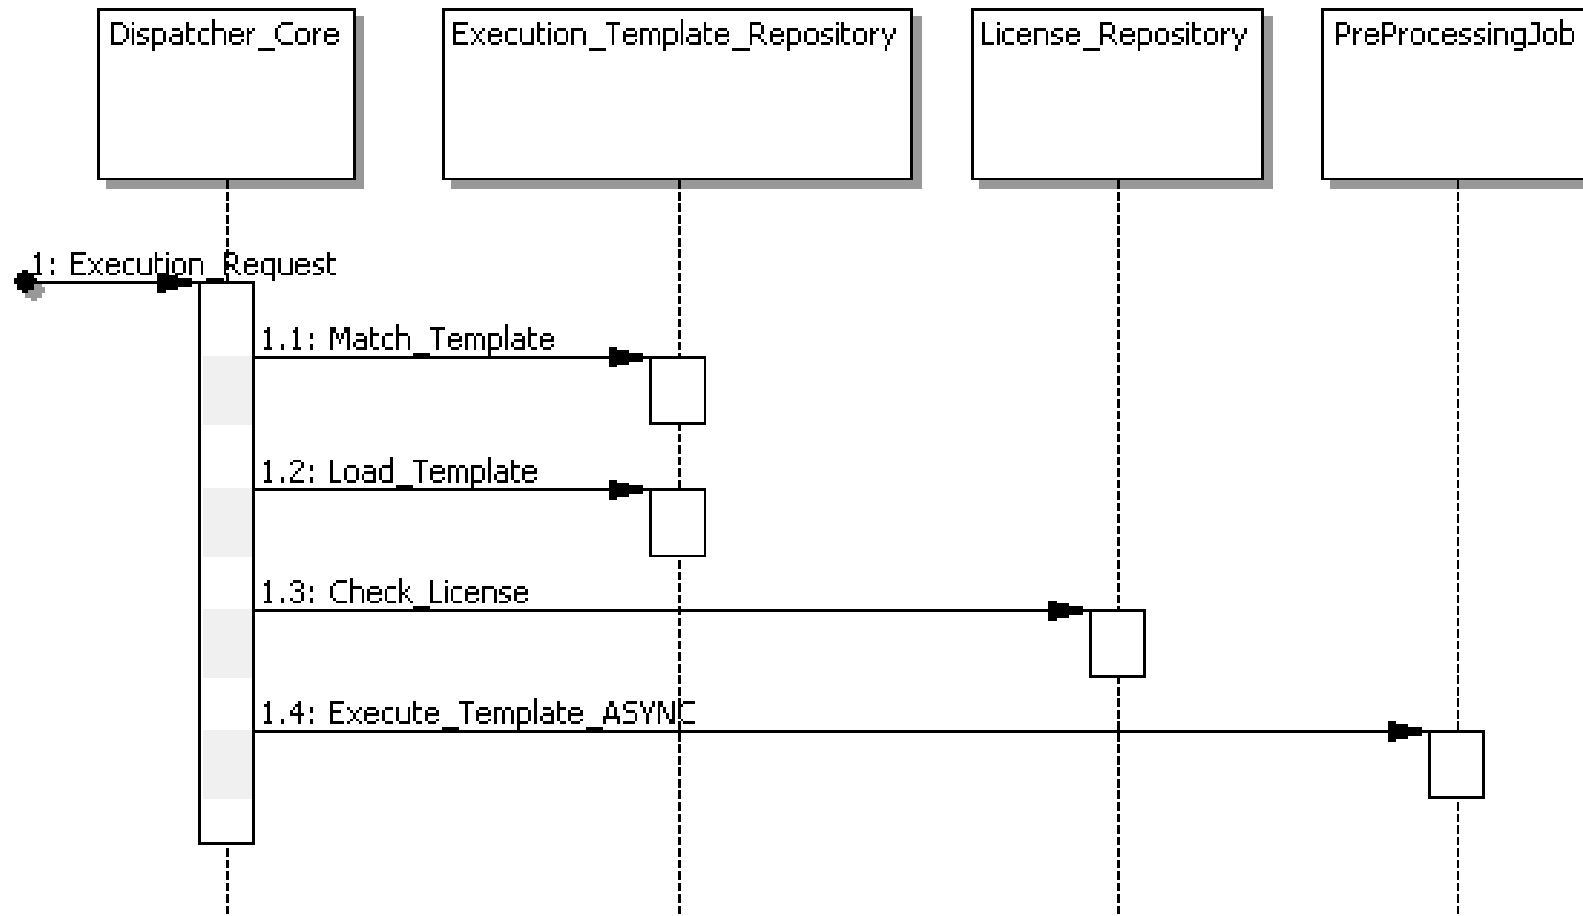 Dispatcher_Core
Execution_Template_Repository
License_Repository
PreProcessingJob
1: Execution_Request
1.1: Match_Template
1.2: Load_Template
1.3: Check_License
1.4: Execute_Template_ASYNC